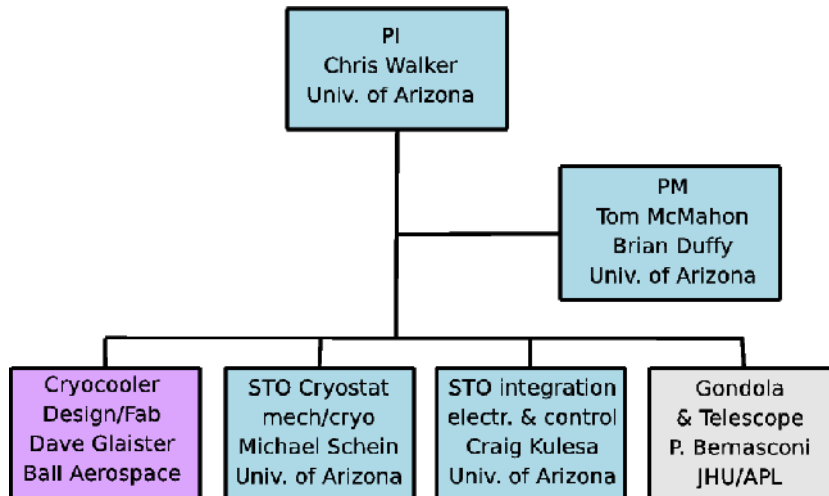 PI
Chris Walker
Univ. of Arizona
PM
Tom McMahon
Brian Duffy
Univ. of Arizona
Cryocooler
Design/Fab
Dave Glaister
Ball Aerospace
STO Cryostat
mech/cryo
Michael Schein
Univ. of Arizona
STO integration
electr. & control
Craig Kulesa
Univ. of Arizona
Gondola
& Telescope
P. Bernasconi
JHU/APL